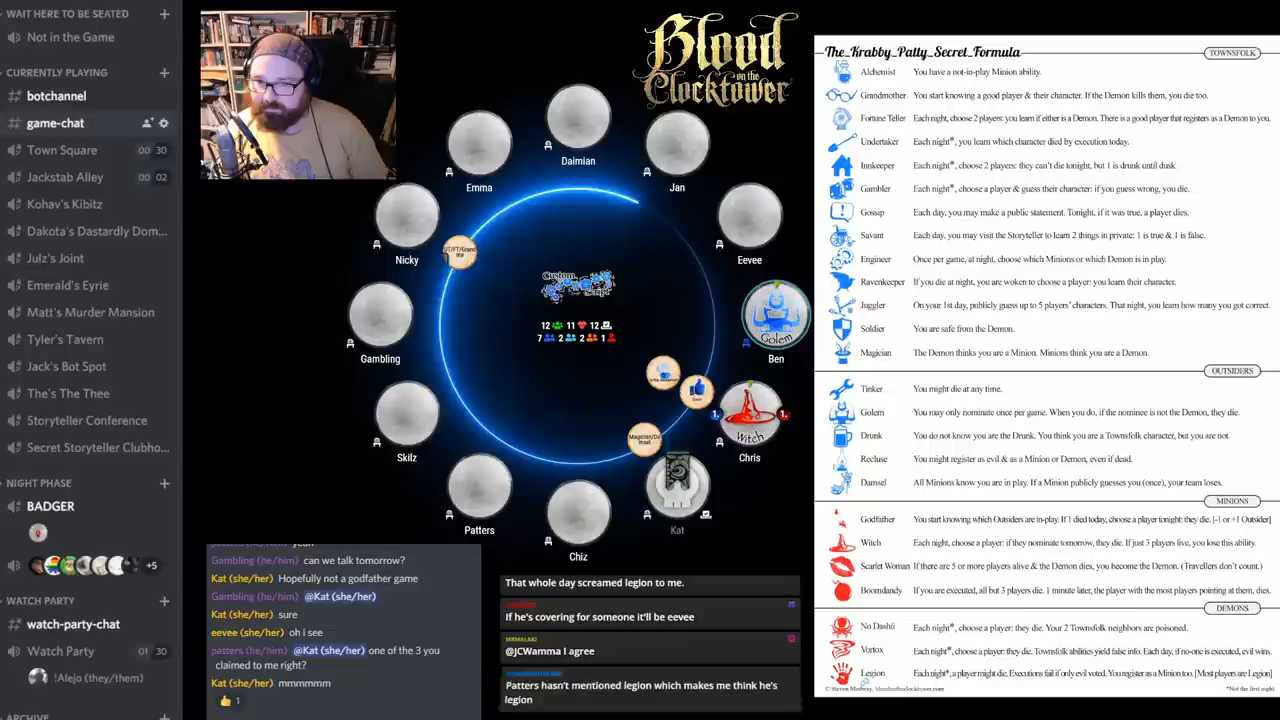 WAIT HERE TO BE SEATED
Not in the Game
CURRENTLY PLAYING
botchannel
game-chat
Town Square
00 30
Jackstab Alley
00 02
Kohav's Kibitz
Dakota's Dastardly Dom...
Luiz's Joint
Emerald's Eyrie
Matt's Murder Mansion
Tyler's Tavern
Jack's Bot Spot
The's The Thee
Storyteller Conference
Secret Storyteller Clubho...
NIGHT PHASE
BADGER
+5
WATCH PARTY
watch-party-chat
Watch Party
01 30
!Alejo (they/them)
ARCHIVE
Blood
on the
Clocktower
Daimian
Emma
Jan
Nicky
Eevee
Gambling
Golem
Ben
Skilz
Witch
Chris
Patters
Kat
Chiz
Custom
Script
12 11 12
7 2 2 1
Gambling (he/him) can we talk tomorrow?
Kat (she/her) Hopefully not a godfather game
Gambling (he/him) @Kat (she/her)
Kat (she/her) sure
eevee (she/her) oh i see
patters (he/him) @Kat (she/her) one of the 3 you
claimed to me right?
Kat (she/her) mmmmmm
1
That whole day screamed legion to me.
If he's covering for someone it'll be eevee
@JCWamma I agree
Patters hasn't mentioned legion which makes me think he's
legion
The_Krabby_Patty_Secret_Formula
TOWNSFOLK
Alchemist You have a not-in-play Minion ability.
Grandmother You start knowing a good player & their character. If the Demon kills them, you die too.
Fortune Teller Each night, choose 2 players: you learn if either is a Demon. There is a good player that registers as a Demon to you.
Undertaker Each night*, you learn which character died by execution today.
Innkeeper Each night*, choose 2 players: they can't die tonight, but 1 is drunk until dusk.
Gambler Each night*, choose a player & guess their character: if you guess wrong, you die.
Gossip Each day, you may make a public statement. Tonight, if it was true, a player dies.
Savant Each day, you may visit the Storyteller to learn 2 things in private: 1 is true & 1 is false.
Engineer Once per game, at night, choose which Minions or which Demon is in play.
Ravenkeeper If you die at night, you are woken to choose a player: you learn their character.
Juggler On your 1st day, publicly guess up to 5 players' characters. That night, you learn how many you got correct.
Soldier You are safe from the Demon.
Magician The Demon thinks you are a Minion. Minions think you are a Demon.
OUTSIDERS
Tinker You might die at any time.
Golem You may only nominate once per game. When you do, if the nominee is not the Demon, they die.
Drunk You do not know you are the Drunk. You think you are a Townsfolk character, but you are not.
Recluse You might register as evil & as a Minion or Demon, even if dead.
Damsel All Minions know you are in play. If a Minion publicly guesses you (once), your team loses.
MINIONS
Godfather You start knowing which Outsiders are in-play. If 1 died today, choose a player tonight: they die. [-1 or +1 Outsider]
Witch Each night, choose a player: if they nominate tomorrow, they die. If just 3 players live, you lose this ability.
Scarlet Woman If there are 5 or more players alive & the Demon dies, you become the Demon. (Travellers don't count.)
Boomdandy If you are executed, all but 3 players die. 1 minute later, the player with the most players pointing at them, dies.
DEMONS
No Dashii Each night*, choose a player: they die. Your 2 Townsfolk neighbors are poisoned.
Vortox Each night*, choose a player: they die. Townsfolk abilities yield false info. Each day, if no-one is executed, evil wins.
Legion Each night*, a player might die. Executions fail if only evil voted. You register as a Minion too. [Most players are Legion]
© Steven Medway, bloodontheclocktower.com
*Not the first night.